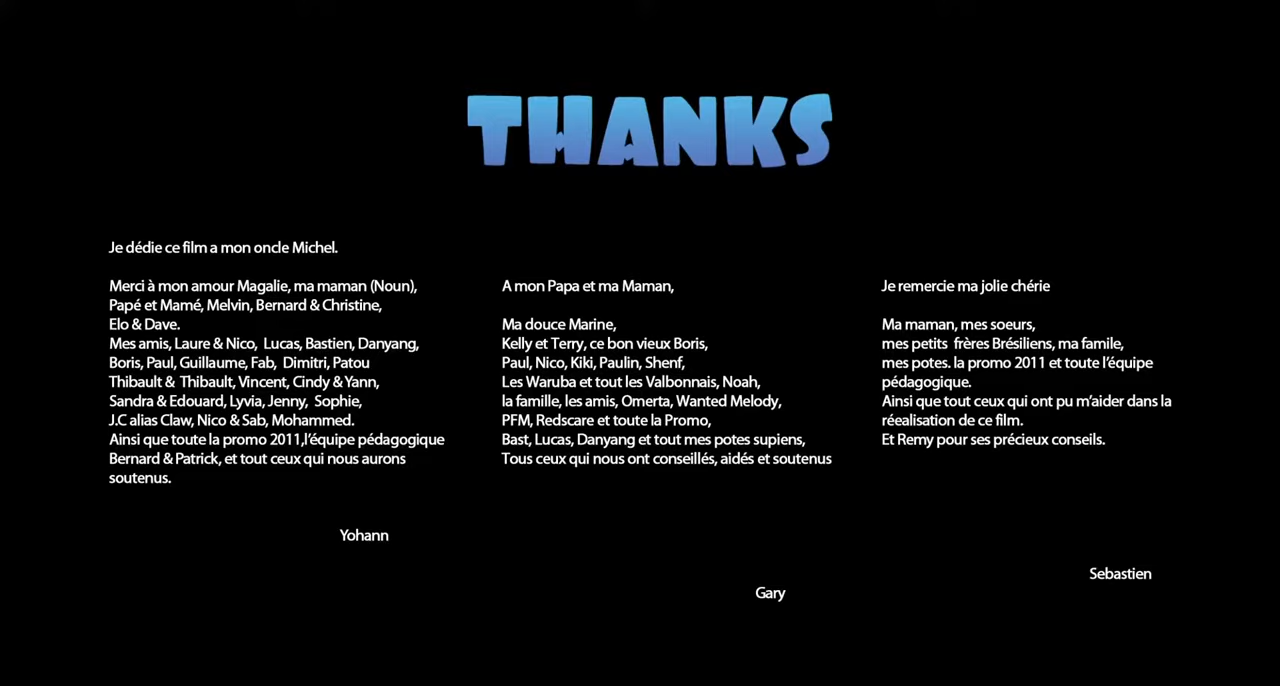 THANKS
Je dédie ce film a mon oncle Michel.
Merci à mon amour Magalie, ma maman (Noun),
Papé et Mamé, Melvin, Bernard & Christine,
Elo & Dave.
Mes amis, Laure & Nico, Lucas, Bastien, Danyang,
Boris, Paul, Guillaume, Fab, Dimitri, Patou
Thibault & Thibault, Vincent, Cindy & Yann,
Sandra & Edouard, Lyvia, Jenny, Sophie,
J.C alias Claw, Nico & Sab, Mohammed.
Ainsi que toute la promo 2011,l'équipe pédagogique
Bernard & Patrick, et tout ceux qui nous aurons
soutenus.
Yohann
A mon Papa et ma Maman,
Ma douce Marine,
Kelly et Terry, ce bon vieux Boris,
Paul, Nico, Kiki, Paulin, Shenf,
Les Waruba et tout les Valbonnais, Noah,
la famille, les amis, Omerta, Wanted Melody,
PFM, Redscare et toute la Promo,
Bast, Lucas, Danyang et tout mes potes supiens,
Tous ceux qui nous ont conseillés, aidés et soutenus
Gary
Je remercie ma jolie chérie
Ma maman, mes soeurs,
mes petits frères Brésiliens, ma famile,
mes potes. la promo 2011 et toute l'équipe
pédagogique.
Ainsi que tout ceux qui ont pu m'aider dans la
réealisation de ce film.
Et Remy pour ses précieux conseils.
Sebastien